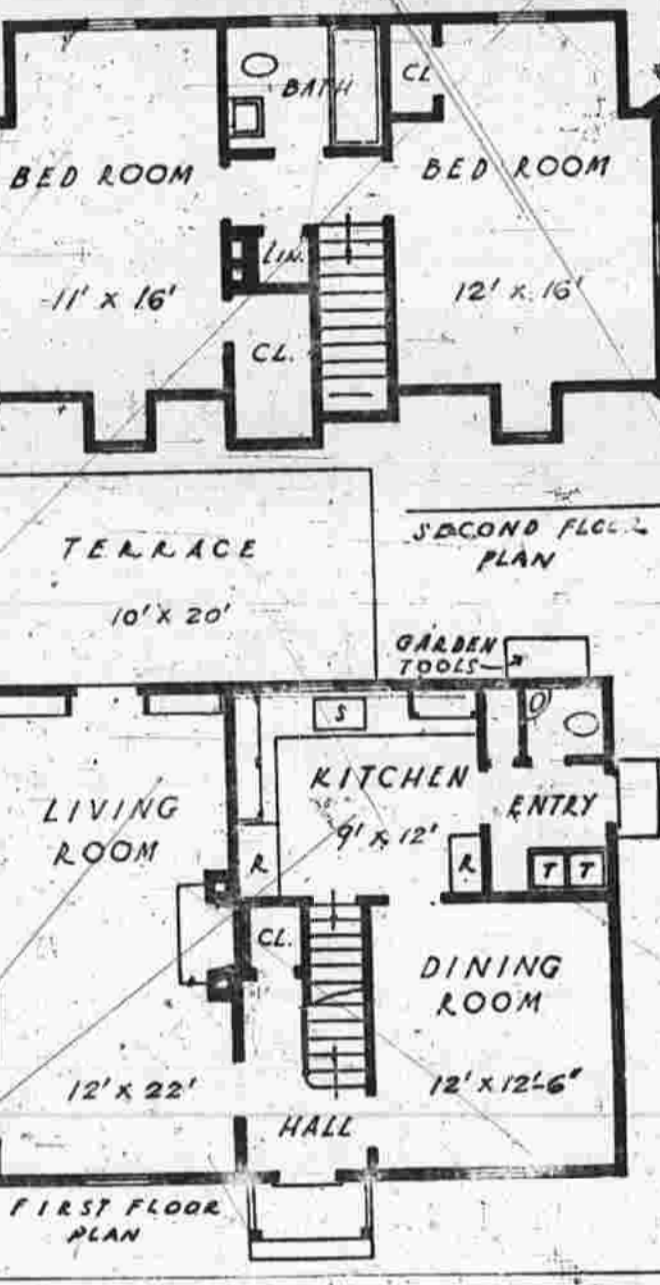 BATH
CL
BED ROOM
BED ROOM
LIN.
11' X 16'
12' X 16'
CL.
TERRACE
10' X 20'
SECOND FLOOR
PLAN
GARDEN
TOOLS
S
KITCHEN
9' X 12'
LIVING
ROOM
ENTRY
R
R
T T
CL.
DINING
ROOM
12' X 22'
12' X 12'-6"
HALL
FIRST FLOOR
PLAN